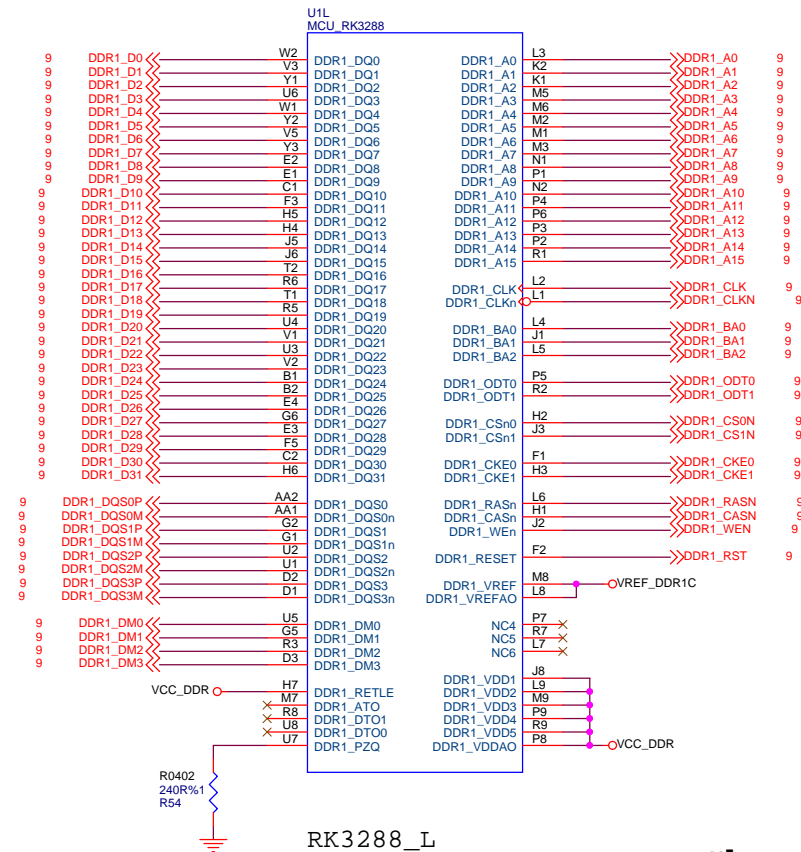 U1L
MCU_RK3288
9 DDR1_D0 W2 DDR1_DQ0 DDR1_A0 L3 DDR1_A0 9
9 DDR1_D1 V3 DDR1_DQ1 DDR1_A1 K2 DDR1_A1 9
9 DDR1_D2 Y1 DDR1_DQ2 DDR1_A2 K1 DDR1_A2 9
9 DDR1_D3 U6 DDR1_DQ3 DDR1_A3 M5 DDR1_A3 9
9 DDR1_D4 W1 DDR1_DQ4 DDR1_A4 M6 DDR1_A4 9
9 DDR1_D5 Y2 DDR1_DQ5 DDR1_A5 M2 DDR1_A5 9
9 DDR1_D6 V5 DDR1_DQ6 DDR1_A6 M1 DDR1_A6 9
9 DDR1_D7 Y3 DDR1_DQ7 DDR1_A7 M3 DDR1_A7 9
9 DDR1_D8 E2 DDR1_DQ8 DDR1_A8 N1 DDR1_A8 9
9 DDR1_D9 E1 DDR1_DQ9 DDR1_A9 P1 DDR1_A9 9
9 DDR1_D10 C1 DDR1_DQ10 DDR1_A10 N2 DDR1_A10 9
9 DDR1_D11 F3 DDR1_DQ11 DDR1_A11 P4 DDR1_A11 9
9 DDR1_D12 H5 DDR1_DQ12 DDR1_A12 P6 DDR1_A12 9
9 DDR1_D13 H4 DDR1_DQ13 DDR1_A13 P3 DDR1_A13 9
9 DDR1_D14 J5 DDR1_DQ14 DDR1_A14 P2 DDR1_A14 9
9 DDR1_D15 J6 DDR1_DQ15 DDR1_A15 R1 DDR1_A15 9
9 DDR1_D16 T2 DDR1_DQ16
9 DDR1_D17 R6 DDR1_DQ17 DDR1_CLK L2 DDR1_CLK 9
9 DDR1_D18 T1 DDR1_DQ18 DDR1_CLKn L1 DDR1_CLKN 9
9 DDR1_D19 R5 DDR1_DQ19
9 DDR1_D20 U4 DDR1_DQ20 DDR1_BA0 L4 DDR1_BA0 9
9 DDR1_D21 V1 DDR1_DQ21 DDR1_BA1 J1 DDR1_BA1 9
9 DDR1_D22 U3 DDR1_DQ22 DDR1_BA2 L5 DDR1_BA2 9
9 DDR1_D23 V2 DDR1_DQ23
9 DDR1_D24 B1 DDR1_DQ24 DDR1_ODT0 P5 DDR1_ODT0 9
9 DDR1_D25 B2 DDR1_DQ25 DDR1_ODT1 R2 DDR1_ODT1 9
9 DDR1_D26 E4 DDR1_DQ26
9 DDR1_D27 G6 DDR1_DQ27 DDR1_CSn0 H2 DDR1_CS0N 9
9 DDR1_D28 E3 DDR1_DQ28 DDR1_CSn1 J3 DDR1_CS1N 9
9 DDR1_D29 F5 DDR1_DQ29
9 DDR1_D30 C2 DDR1_DQ30 DDR1_CKE0 F1 DDR1_CKE0 9
9 DDR1_D31 H6 DDR1_DQ31 DDR1_CKE1 H3 DDR1_CKE1 9
9 DDR1_DQS0P AA2 DDR1_DQS0 DDR1_RASn L6 DDR1_RASN 9
9 DDR1_DQS0M AA1 DDR1_DQS0n DDR1_CASn H1 DDR1_CASN 9
9 DDR1_DQS1P G2 DDR1_DQS1 DDR1_WEn J2 DDR1_WEN 9
9 DDR1_DQS1M G1 DDR1_DQS1n
9 DDR1_DQS2P U2 DDR1_DQS2 DDR1_RESET F2 DDR1_RST 9
9 DDR1_DQS2M U1 DDR1_DQS2n
9 DDR1_DQS3P D2 DDR1_DQS3 DDR1_VREF M8 VREF_DDR1C
9 DDR1_DQS3M D1 DDR1_DQS3n DDR1_VREFAO L8
9 DDR1_DM0 U5 DDR1_DM0 NC4 P7
9 DDR1_DM1 G5 DDR1_DM1 NC5 R7
9 DDR1_DM2 R3 DDR1_DM2 NC6 L7
9 DDR1_DM3 D3 DDR1_DM3
DDR1_VDD1 J8
VCC_DDR H7 DDR1_RETLE DDR1_VDD2 L9
M7 DDR1_ATO DDR1_VDD3 M9
R8 DDR1_DTO1 DDR1_VDD4 P9
U8 DDR1_DTO0 DDR1_VDD5 R9
U7 DDR1_PZQ DDR1_VDDAO P8 VCC_DDR
R0402
240R%1
R54
RK3288_L